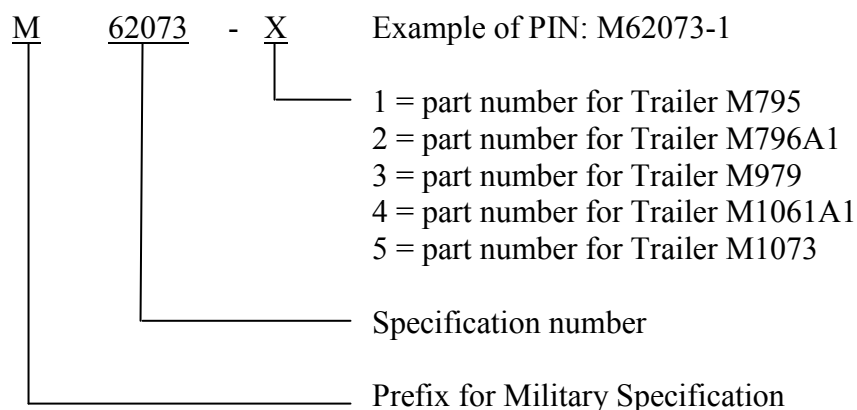 M 62073 - X Example of PIN: M62073-1
1 = part number for Trailer M795
2 = part number for Trailer M796A1
3 = part number for Trailer M979
4 = part number for Trailer M1061A1
5 = part number for Trailer M1073
Specification number
Prefix for Military Specification